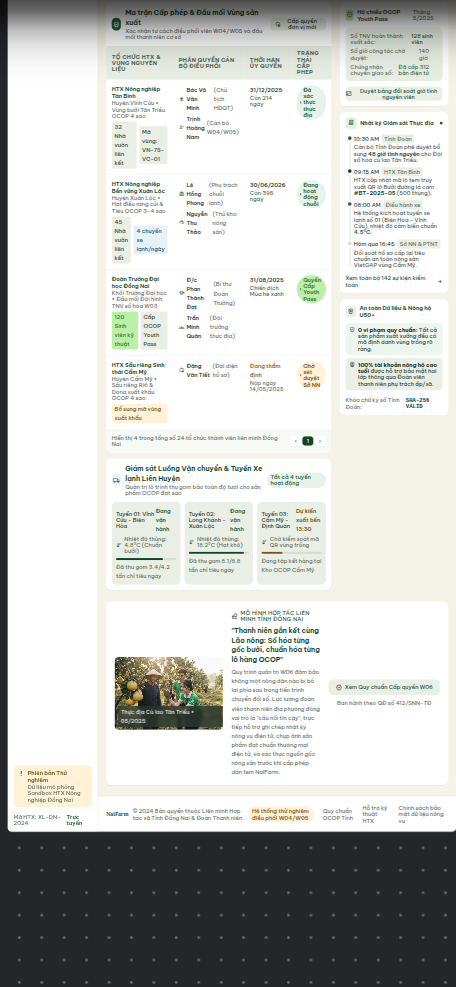 Ma trận Cấp phép & Đầu mối Vùng sản
xuất
Xác nhận tư cách điều phối viên W04/W05 và đầu
mối thành niên cơ sở
Cấp quyền
đơn vị mới
TỔ CHỨC HTX &
VÙNG NGUYÊN
LIỆU
PHÂN QUYỀN CÁN
BỘ ĐIỀU PHỐI
THỜI HẠN
ỦY QUYỀN
TRẠNG
THÁI
CẤP
PHÉP
HTX Nông nghiệp
Tân Bình
Huyện Vĩnh Cửu •
Vùng bưởi Tân Triều
OCOP 4 sao
32
Nhà
vườn
liên
kết
Mã
vùng:
VN-75-
VC-01
Bác Võ
Văn
Minh
(Chủ
tịch
HĐQT)
Trịnh
Hoàng
Nam
(Cán bộ
W04/W05)
31/12/2025
Còn 214
ngày
Đã
xác
thực
thực
địa
HTX Nông nghiệp
Bền vững Xuân Lộc
Huyện Xuân Lộc •
Hạt điều rang củi &
Tiêu OCOP 3-4 sao
45
Nhà
vườn
liên
kết
4 chuyến
xe
lạnh/ngày
Lê
Hồng
Phong
(Phụ trách
chuỗi
lạnh)
Nguyễn
Thu
Thảo
(Thủ kho
nông
sản)
30/06/2026
Còn 395
ngày
Đang
hoạt
động
chuỗi
Đoàn Trường Đại
học Đồng Nai
Khối Trường Đại học
• Đầu mối Đội hình
TNV số hóa W03
120
Sinh
viên kỹ
thuật
Cấp
OCOP
Youth
Pass
Đ/c
Phan
Thành
Đạt
(Bí thư
Đoàn
Trường)
Trần
Minh
Quân
(Đội
trưởng
thực địa)
31/08/2025
Chiến dịch
Mùa hè xanh
Quyền
Cấp
Youth
Pass
HTX Sầu riêng Sinh
thái Cẩm Mỹ
Huyện Cẩm Mỹ •
Sầu riêng Ri6 &
Dona xuất khẩu
OCOP 4 sao
Bổ sung mã vùng
xuất khẩu
Đặng
Văn Tiết
(Đại diện
hồ sơ)
Đang thẩm
định
Nộp ngày
14/05/2025
Chờ
xét
duyệt
Sở NN
Hiển thị 4 trong tổng số 24 tổ chức thành viên liên minh Đồng
Nai
‹ 1 ›
Giám sát Luồng Vận chuyển & Tuyến Xe
lạnh Liên Huyện
Quản trị lộ trình thu gom bảo toàn độ tươi cho sản
phẩm OCOP đạt sao
Tất cả 4 tuyến
hoạt động
Tuyến 01: Vĩnh
Cửu - Biên
Hòa
Đang
vận
hành
Nhiệt độ thùng:
4.8°C (Chuẩn
bưởi)
Đã thu gom 3.4/4.2
tấn chỉ tiêu ngày
Tuyến 02:
Long Khánh -
Xuân Lộc
Đang
vận
hành
Nhiệt độ thùng:
18.2°C (Hạt khô)
Đã thu gom 5.1/5.5
tấn chỉ tiêu ngày
Tuyến 03:
Cẩm Mỹ -
Định Quán
Dự kiến
xuất bến
13:30
Chờ kiểm soát mã
QR vùng trồng
Đang tập kết hàng tại
Kho OCOP Cẩm Mỹ
Hộ chiếu OCOP
Youth Pass
Tháng
5/2025
Số TNV hoàn thành
xuất sắc:
128 sinh
viên
Số giờ công tác chờ
duyệt:
140
giờ
Chứng nhận
chuyên giao số:
Đã cấp 312
bản điện tử
Duyệt bảng đối soát giờ tình
nguyện viên
Nhật ký Giám sát Thực địa
10:30 AM Tỉnh Đoàn
Cán bộ Tỉnh Đoàn phê duyệt bổ
sung 48 giờ tình nguyện cho Đội
số hóa cù lao Tân Triều.
09:15 AM HTX Tân Bình
HTX cập nhật mã lô tem truy
xuất QR lô Bưởi đường lá cam
#BT-2025-05 (500 thùng).
08:00 AM Điều hành xe
Hệ thống kích hoạt tuyến xe
lạnh số 01 (Biên Hòa – Vĩnh
Cửu), nhiệt độ cảm biến chuẩn
4.5°C.
Hôm qua 16:45 Sở NN & PTNT
Đối soát hồ sơ cấp lại tiêu
chuẩn an toàn nông sản
VietGAP vùng Cẩm Mỹ.
Xem toàn bộ 142 sự kiện kiểm
toán
An toàn Dữ liệu & Nông hộ
U50+
0 vi phạm quy chuẩn: Tất cả
sản phẩm xuất xưởng đều có
mã định danh vùng trồng rõ
ràng.
100% tài khoản nông hộ cao
tuổi được hỗ trợ bảo mật hai
lớp thông qua Đoàn viên
thanh niên phụ trách ấp/xã.
Khóa chữ ký số Tỉnh
Đoàn:
SHA-256
VALID
Thực địa Cù lao Tân Triều •
05/2025
MÔ HÌNH HỢP TÁC LIÊN
MINH TỈNH ĐỒNG NAI
"Thanh niên gắn kết cùng
Lão nông: Số hóa từng
gốc bưởi, chuẩn hóa từng
lô hàng OCOP"
Quy trình quản trị W06 đảm bảo
không một nông dân nào bị bỏ
lại phía sau trong tiến trình
chuyển đổi số. Lực lượng đoàn
viên thanh niên địa phương đóng
vai trò là "cầu nối tin cậy", trực
tiếp hỗ trợ ghi chép nhật ký
nông vụ điện tử, chụp ảnh sản
phẩm đạt chuẩn thương mại
điện tử, và xác thực nguồn gốc
nông sản trước khi cấp phép
dán tem NaiFarm.
Xem Quy chuẩn Cấp quyền W06
Ban hành theo QĐ số 412/SNN-TĐ
Phiên bản Thử
nghiệm
Dữ liệu mô phỏng
Sandbox HTX Nông
nghiệp Đồng Nai
Mã HTX: XL-DN-
2024
Trực
tuyến
NaiFarm
© 2024 Bản quyền thuộc Liên minh Hợp
tác xã Tỉnh Đồng Nai & Đoàn Thanh niên
Hệ thống thử nghiệm
điều phối W04/W05
Quy chuẩn
OCOP Tỉnh
Hỗ trợ kỹ
thuật
HTX
Chính sách bảo
mật dữ liệu nông
vụ